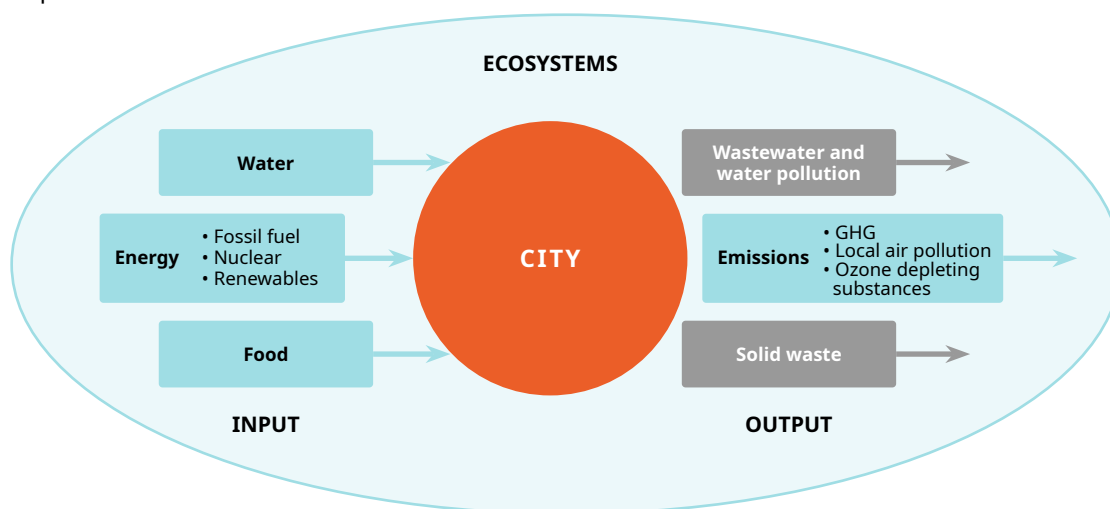 ECOSYSTEMS
Water
Energy
• Fossil fuel
• Nuclear
• Renewables
Food
INPUT
CITY
Wastewater and
water pollution
Emissions
• GHG
• Local air pollution
• Ozone depleting
substances
Solid waste
OUTPUT